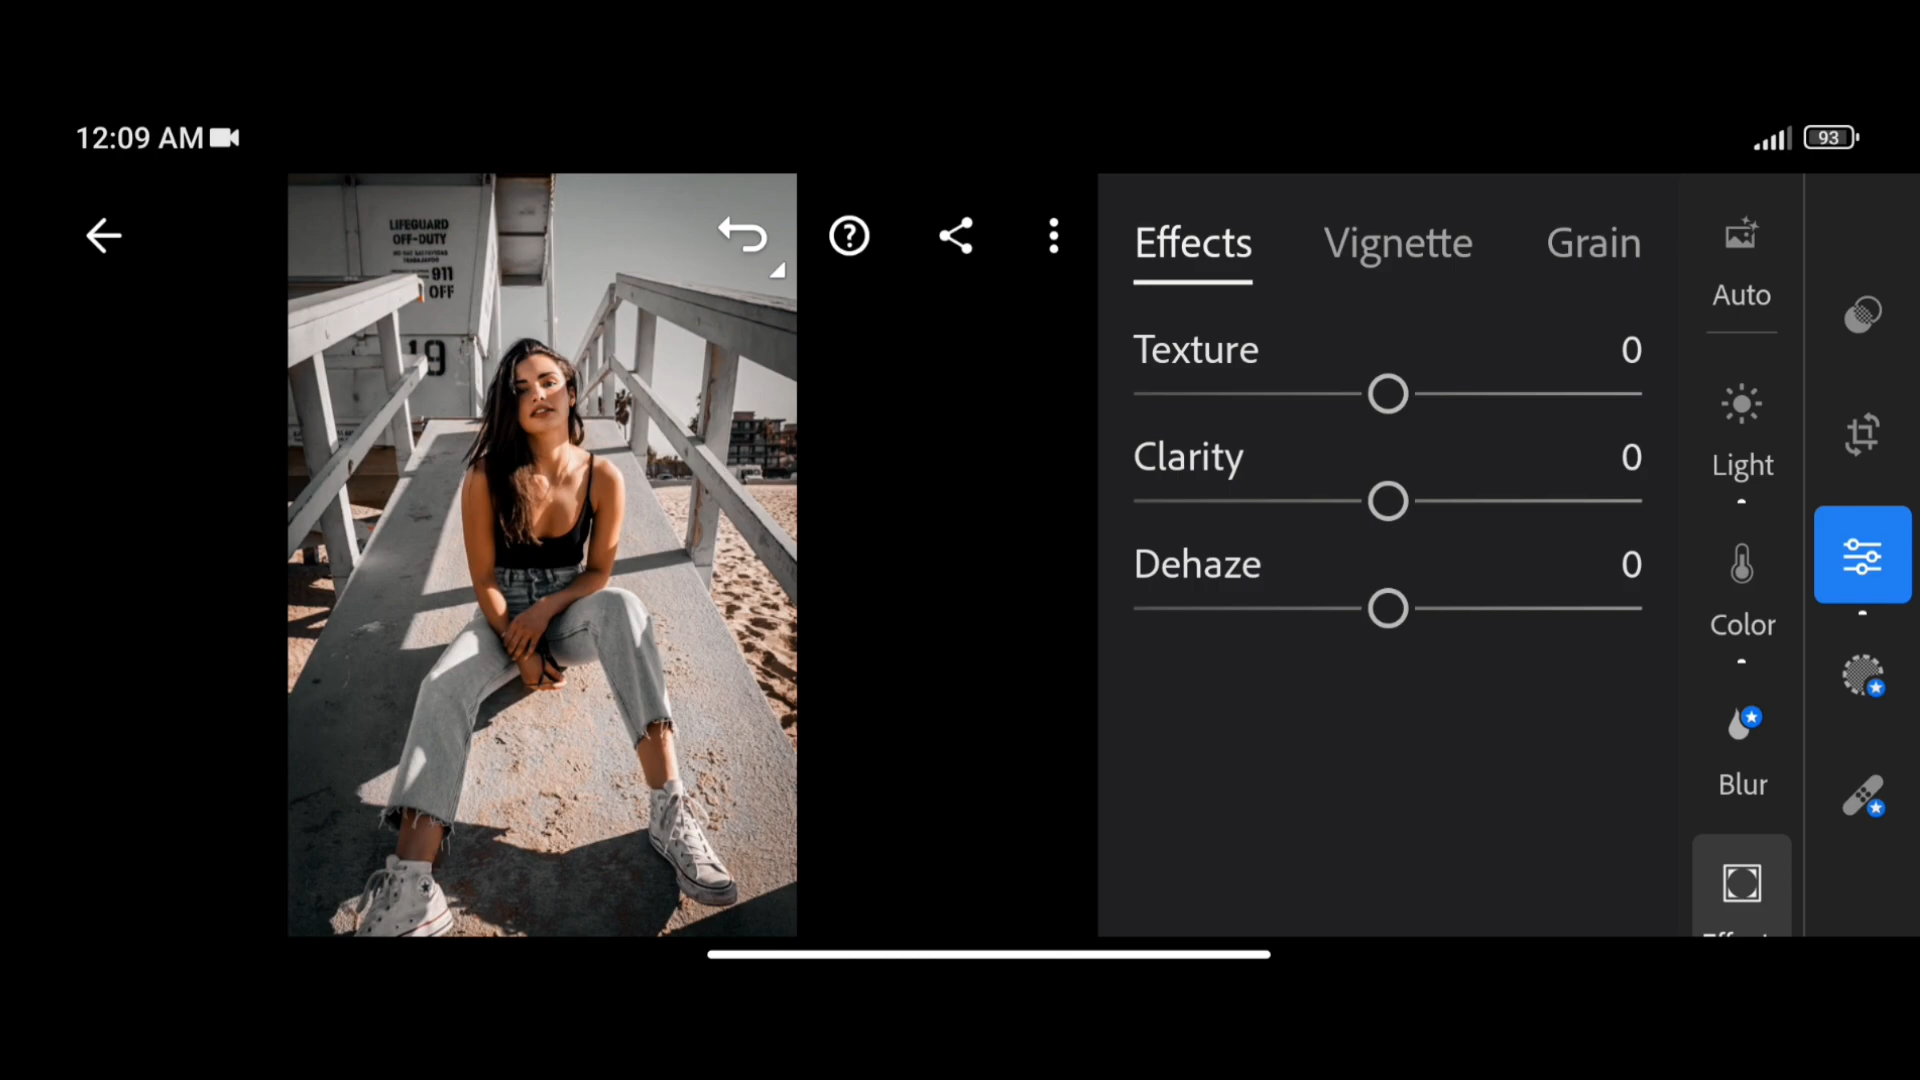 12:09 AM
93
LIFEGUARD
OFF-DUTY
911
OFF
19
Effects
Vignette
Grain
Texture
0
Clarity
0
Dehaze
0
Auto
Light
Color
Blur